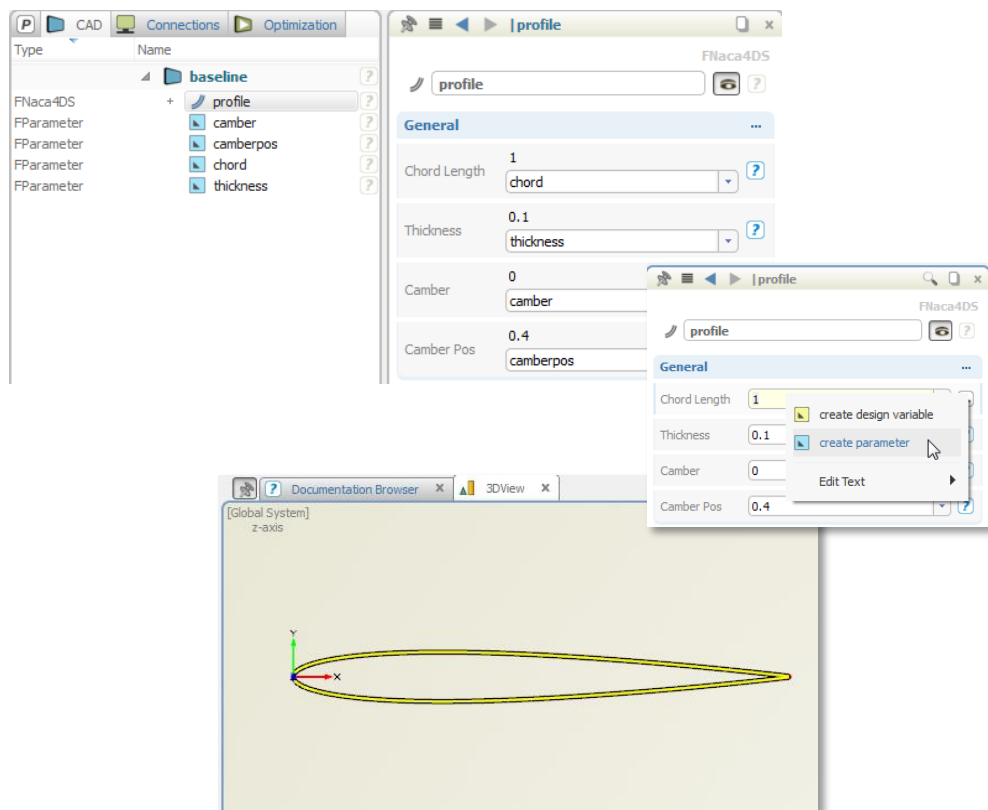 P CAD Connections Optimization
Type Name
baseline ?
FNaca4DS + profile ?
FParameter camber ?
FParameter camberpos ?
FParameter chord ?
FParameter thickness ?
|profile x
FNaca4DS
profile ?
General ...
1
Chord Length chord ?
0.1
Thickness thickness ?
0
Camber camber
0.4
Camber Pos camberpos
|profile x
FNaca4DS
profile ?
General ...
Chord Length 1
Thickness 0.1
Camber 0
Camber Pos 0.4 ?
create design variable
create parameter
Edit Text
? Documentation Browser x 3DView x
[Global System]
z-axis
Y
X